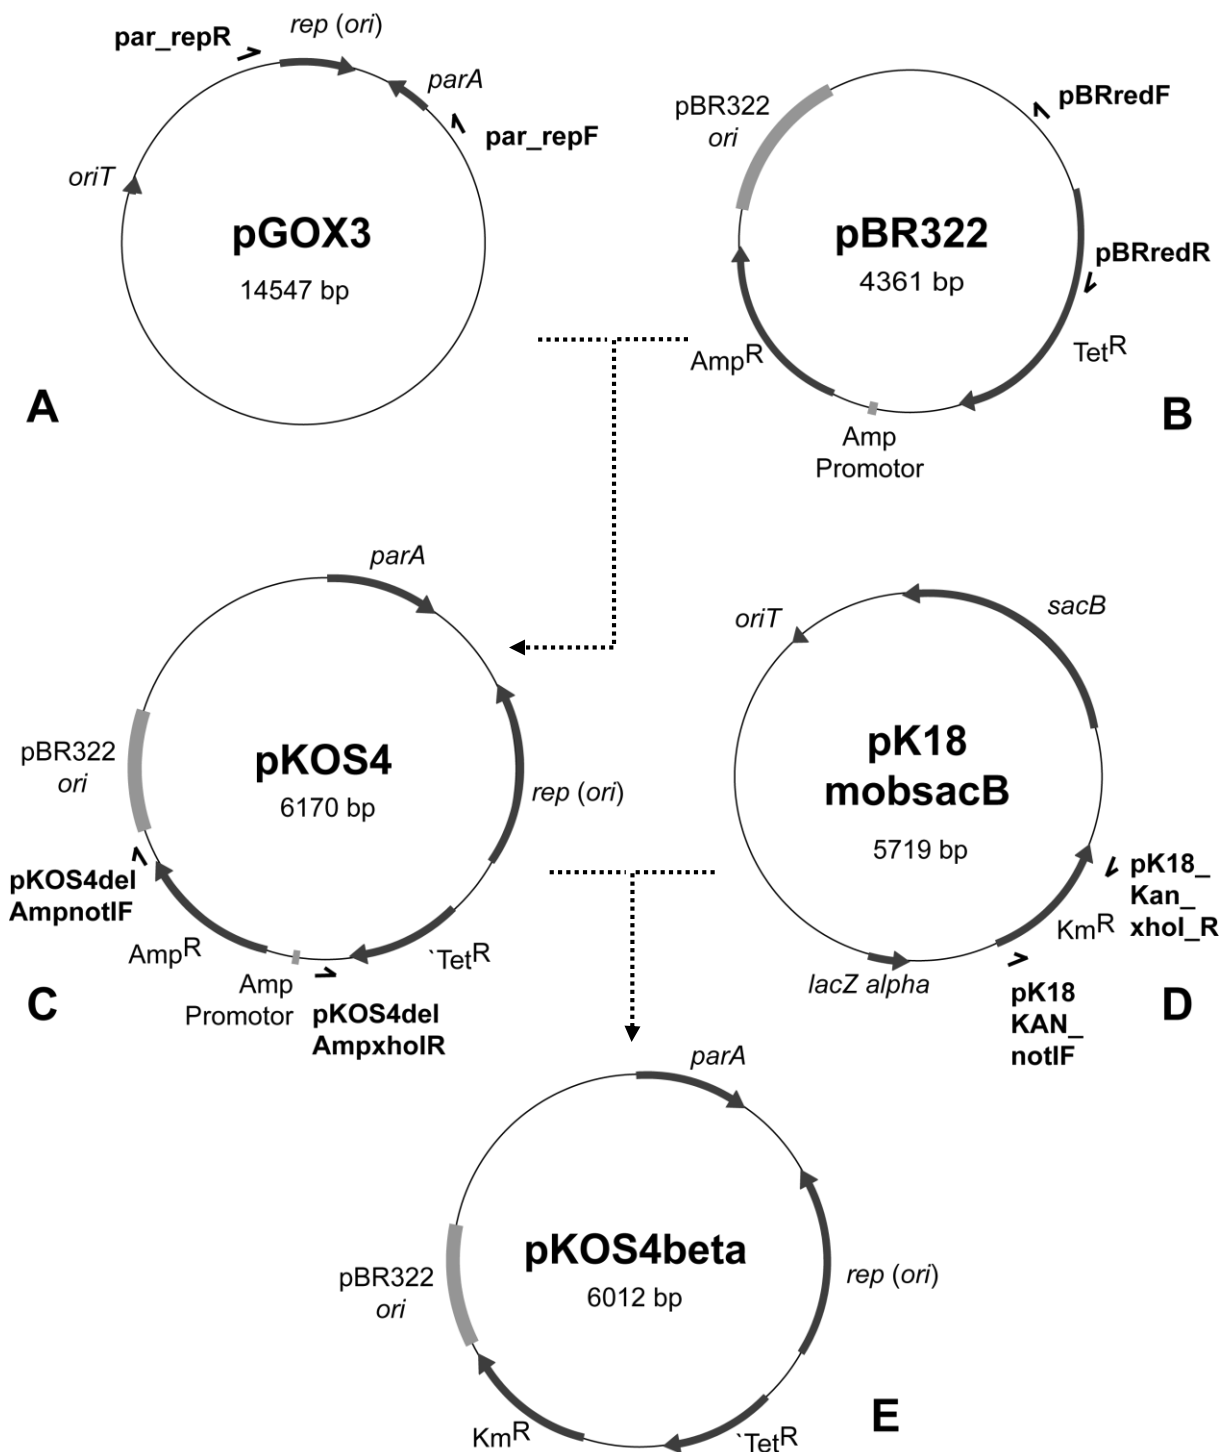 rep (ori)
par_repR
parA
par_repF
oriT
pGOX3
14547 bp
A
pBR322
ori
pBRredF
pBR322
4361 bp
pBRredR
AmpR
TetR
Amp
Promotor
B
parA
pBR322
ori
pKOS4
6170 bp
rep (ori)
pKOS4del
AmpnotIF
AmpR
Amp
Promotor
`TetR
pKOS4del
AmpxhoIR
C
oriT
sacB
pK18
mobsacB
5719 bp
pK18_
Kan_
xhoI_R
KmR
lacZ alpha
pK18
KAN_
notIF
D
parA
pBR322
ori
pKOS4beta
6012 bp
rep (ori)
KmR
`TetR
E